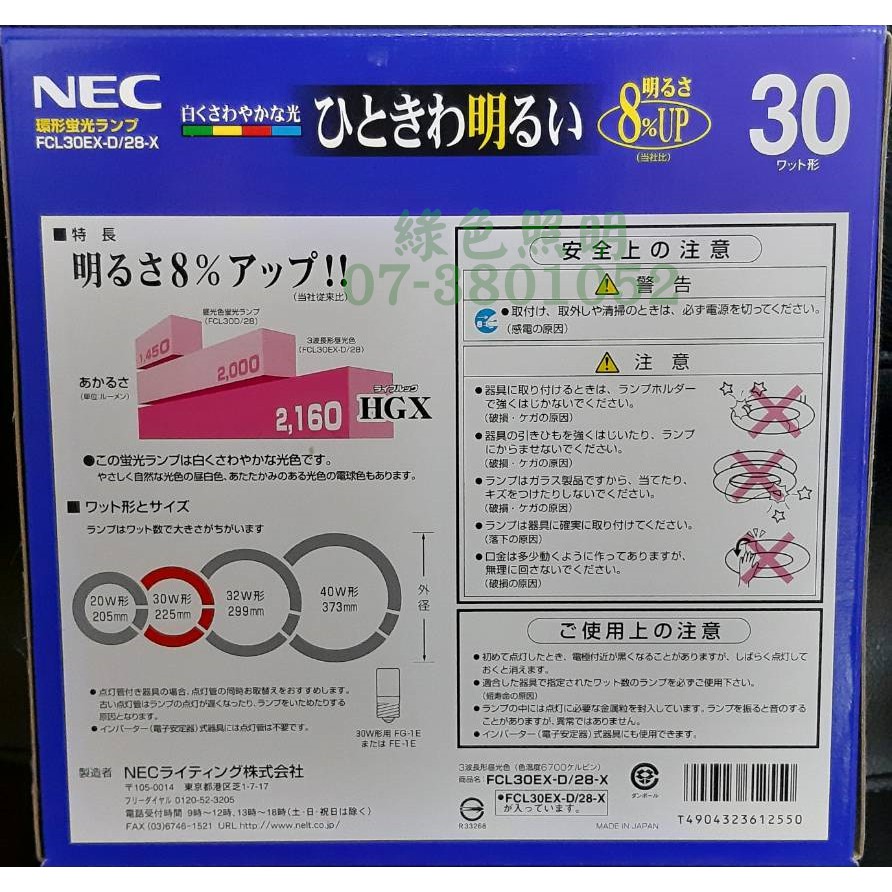 NEC
環形蛍光ランプ
FCL30EX-D/28-X
白くさわやかな光
ひときわ明るい
明るさ
8%UP
(当社比)
30
ワット形
綠色照明
07-3801052
■特 長
明るさ8%アップ!!
(当社従来比)
昼光色蛍光ランプ
(FCL30D/28)
3波長形昼光色
(FCL30EX-D/28)
1,450
2,000
2,160
あかるさ
(単位:ルーメン)
ライフルック
HGX
●この蛍光ランプは白くさわやかな光色です。
やさしく自然な光色の昼白色、あたたかみのある光色の電球色もあります。
■ワット形とサイズ
ランプはワット数で大きさがちがいます
20W形
205mm
30W形
225mm
32W形
299mm
40W形
373mm
外径
●点灯管付き器具の場合、点灯管の同時お取替えをおすすめします。
古い点灯管はランプの点灯が遅くなったり、ランプをいためたりする
原因となります。
●インバーター(電子安定器)式器具には点灯管は不要です。
30W形用 FG-1E
または FE-1E
製造者 NECライティング株式会社
〒105-0014 東京都港区芝1-7-17
フリーダイヤル 0120-52-3205
電話受付時間 9時〜12時、13時〜18時(土・日・祝日は除く)
FAX (03)6746-1521 URL http://www.nelt.co.jp/
安全上の注意
警 告
●取付け、取外しや清掃のときは、必ず電源を切ってください。
(感電の原因)
注 意
●器具に取り付けるときは、ランプホルダー
で強くはじかないでください。
(破損・ケガの原因)
●器具の引きひもを強くはじいたり、ランプ
にからませないでください。
(破損・ケガの原因)
●ランプはガラス製品ですから、当てたり、
キズをつけたりしないでください。
(破損・ケガの原因)
●ランプは器具に確実に取り付けてください。
(落下の原因)
●口金は多少動くように作ってありますが、
無理に回さないでください。
(破損の原因)
ご使用上の注意
●初めて点灯したとき、電極付近が黒くなることがありますが、しばらく点灯して
おくと消えます。
●適合した器具で指定されたワット数のランプを必ずご使用下さい。
(短寿命の原因)
●ランプの中には点灯に必要な金属粒を封入しています。ランプを振ると音のする
ことがありますが、異常ではありません。
●インバーター(電子安定器)式器具にも使用できます。
3波長形昼光色(色温度6700ケルビン)
商品名:FCL30EX-D/28-X
●FCL30EX-D/28-X
が入っています。
R33268
ダンボール
MADE IN JAPAN
T4904323612550